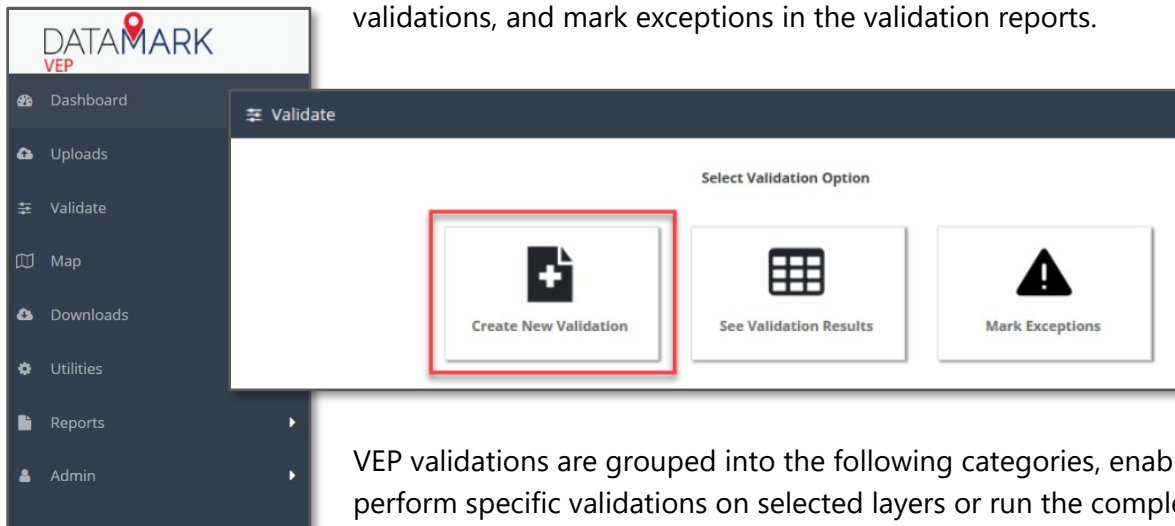 validations, and mark exceptions in the validation reports.
DATAMARK
VEP
Dashboard
Uploads
Validate
Map
Downloads
Utilities
Reports
Admin
Validate
Select Validation Option
Create New Validation
See Validation Results
Mark Exceptions
VEP validations are grouped into the following categories,
perform specific validations on selected layers or run the